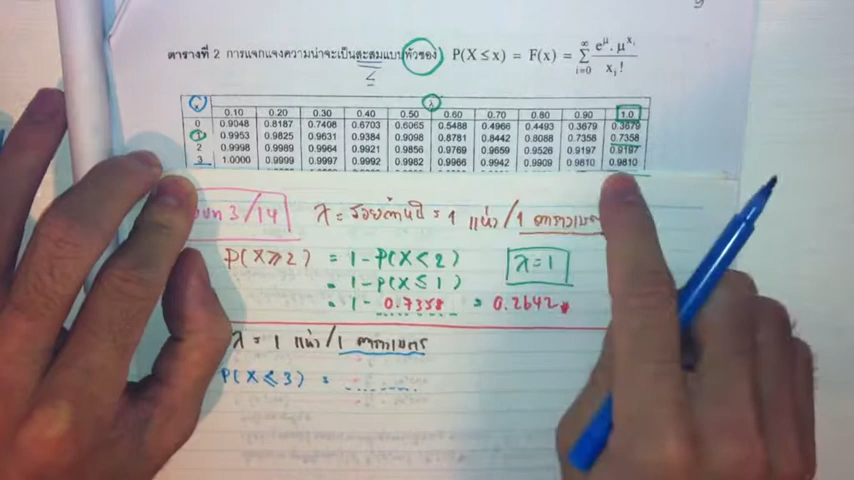 ตารางที่ 2 การแจกแจงความน่าจะเป็นสะสมแบบพัวซอง P(X ≤ x) = F(x) = ∑ i=0 ∞ e^μ . μ^xᵢ / xᵢ!
≤
λ
0.10 0.20 0.30 0.40 0.50 0.60 0.70 0.80 0.90 1.0
0 0.9048 0.8187 0.7408 0.6703 0.6065 0.5488 0.4966 0.4493 0.3679 0.3679
1 0.9953 0.9825 0.9631 0.9384 0.9098 0.8781 0.8442 0.8088 0.7358 0.7358
2 0.9998 0.9989 0.9964 0.9921 0.9856 0.9769 0.9659 0.9526 0.9197 0.9197
3 1.0000 0.9999 0.9997 0.9992 0.9982 0.9966 0.9942 0.9909 0.9810 0.9810
3/14 λ = รอยตำหนิ = 1 แห่ง / 1 ตารางเมตร
P(X ≥ 2) = 1 - P(X < 2) λ = 1
= 1 - P(X ≤ 1)
= 1 - 0.7358 = 0.2642
λ = 1 แห่ง / 1 ตารางเมตร
P(X ≤ 3) =